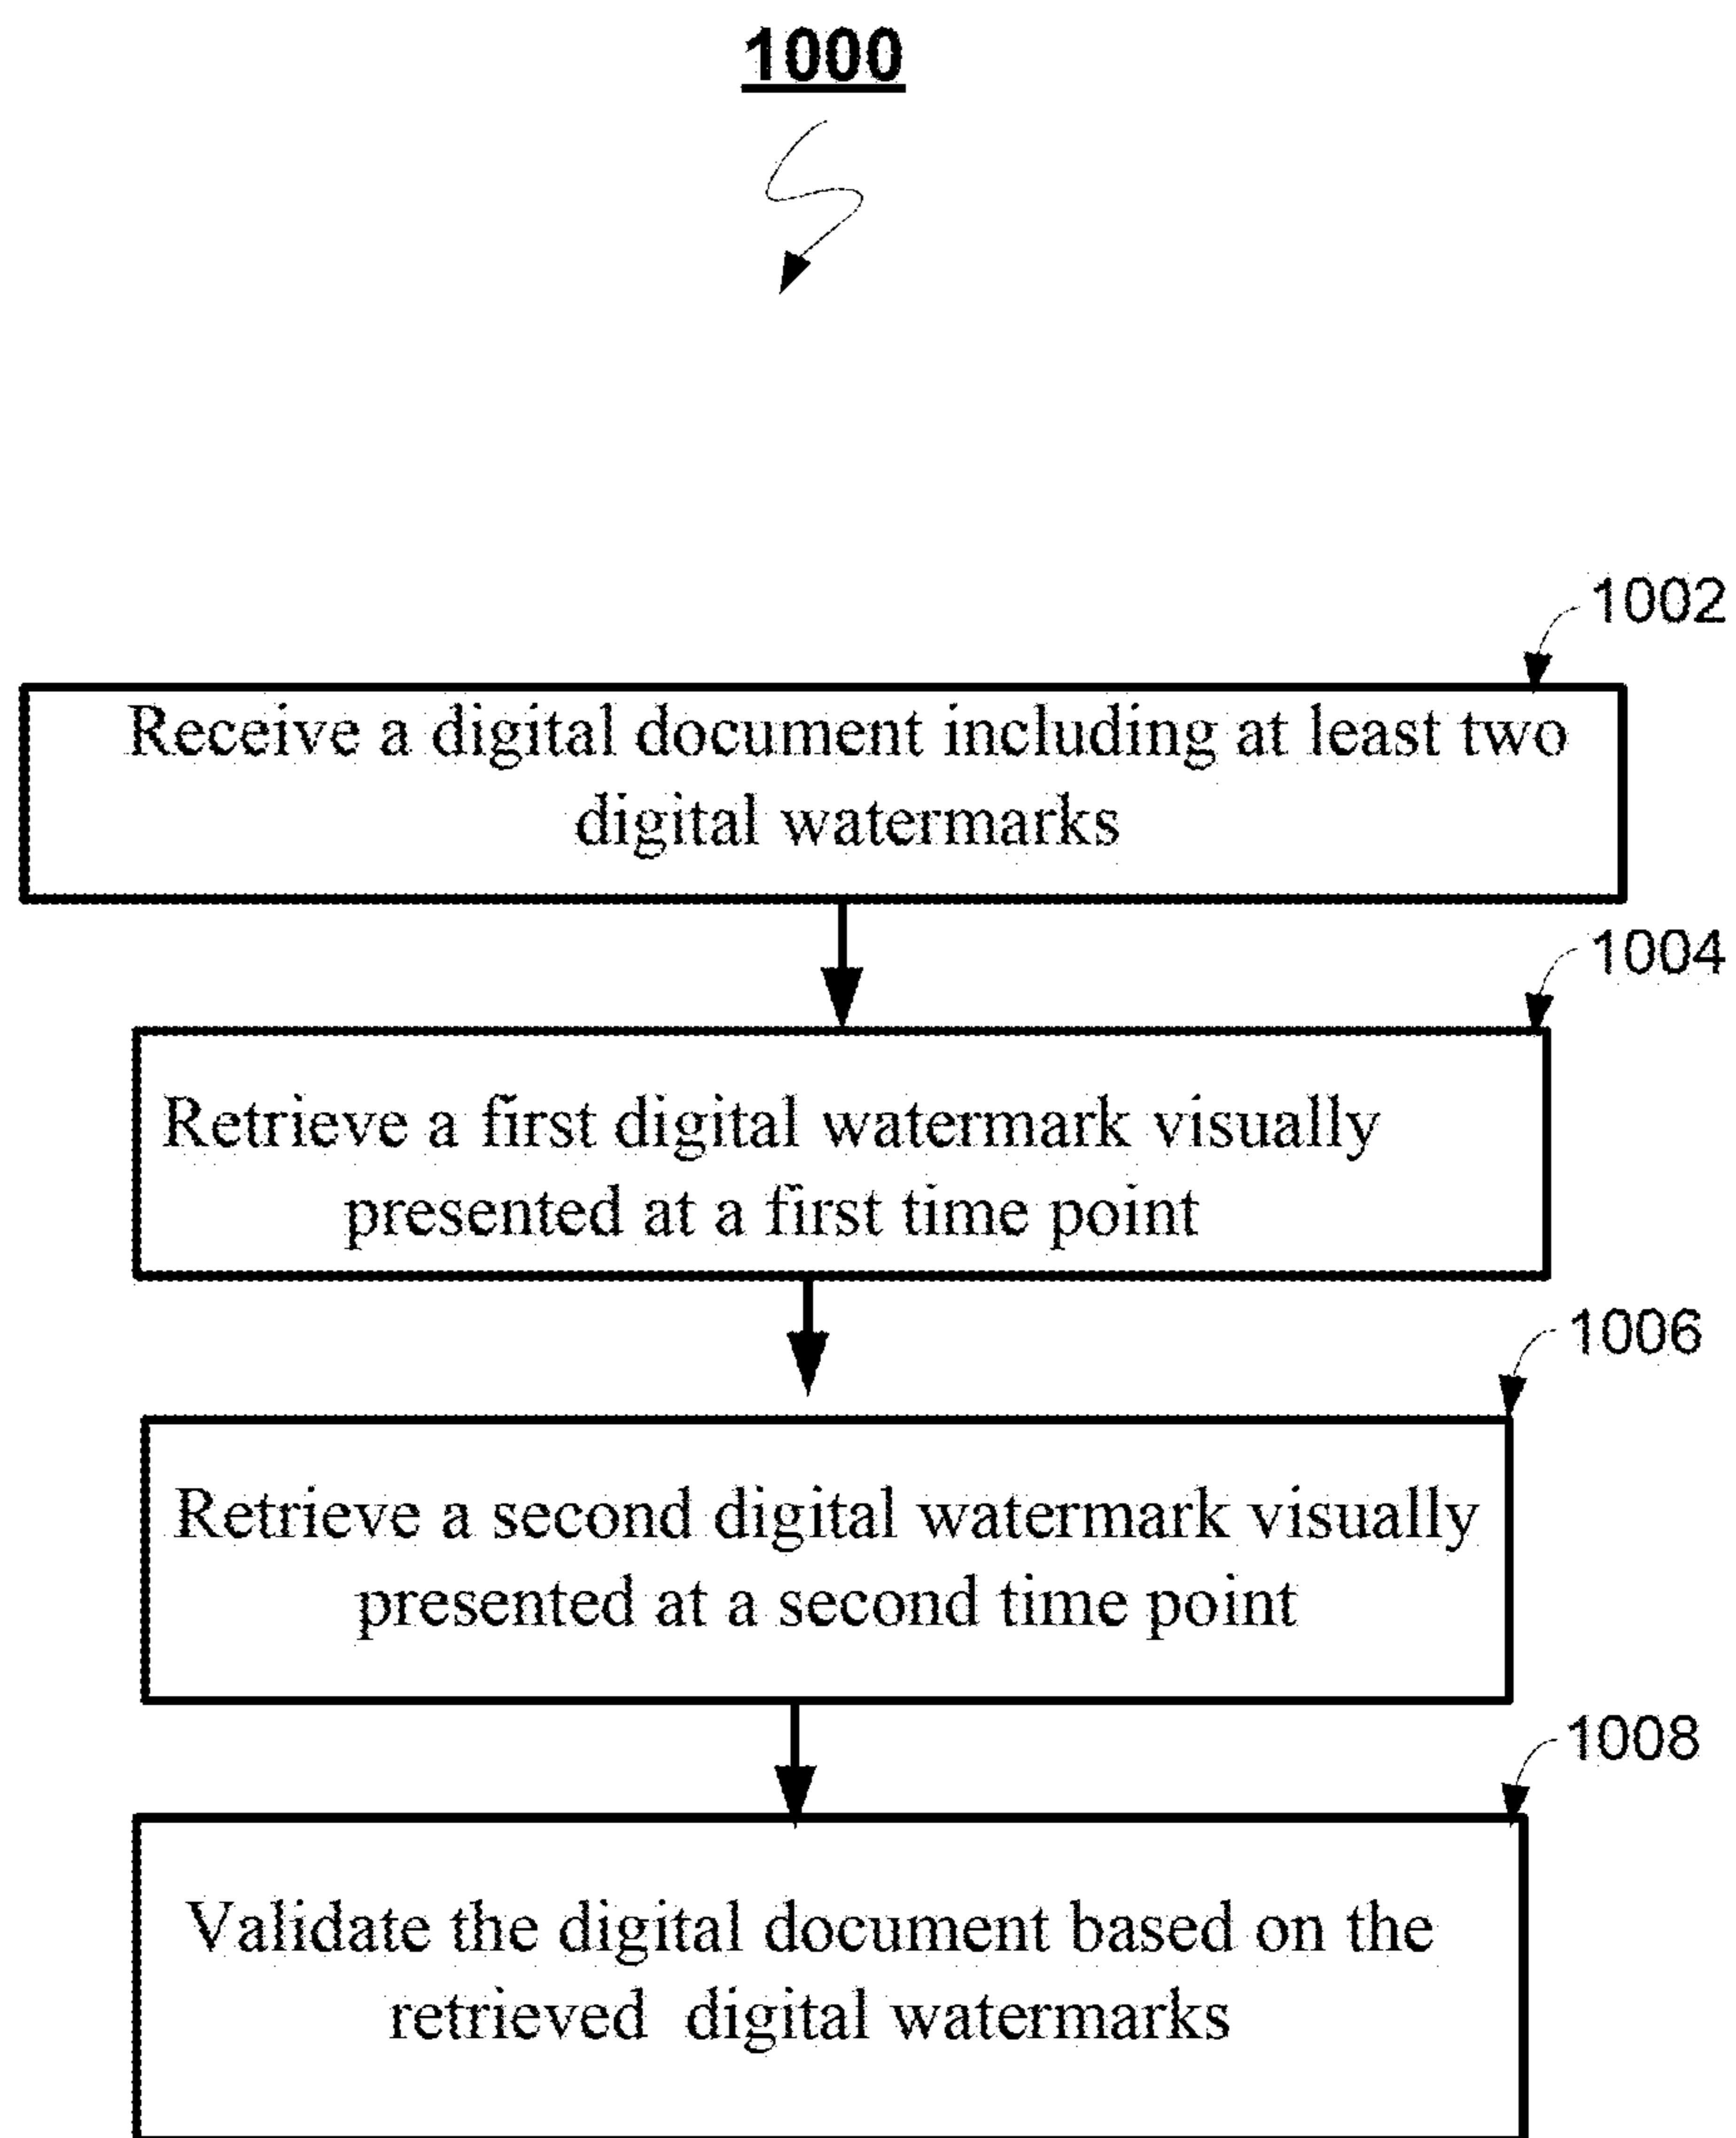 1000
1002
Receive a digital document including at least two
digital watermarks
1004
Retrieve a first digital watermark visually
presented at a first time point
1006
Retrieve a second digital watermark visually
presented at a second time point
1008
Validate the digital document based on the
retrieved digital watermarks